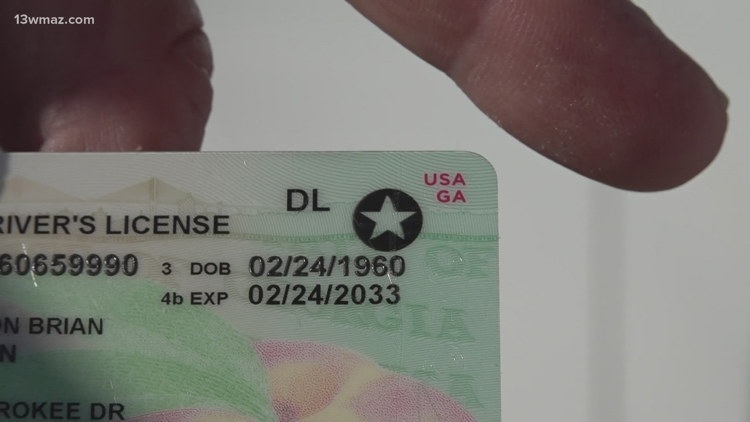 13wmaz.com
USA
GA
DL
RIVER'S LICENSE
60659990 3 DOB 02/24/1960
4b EXP 02/24/2033
ON BRIAN
N
ROKEE DR